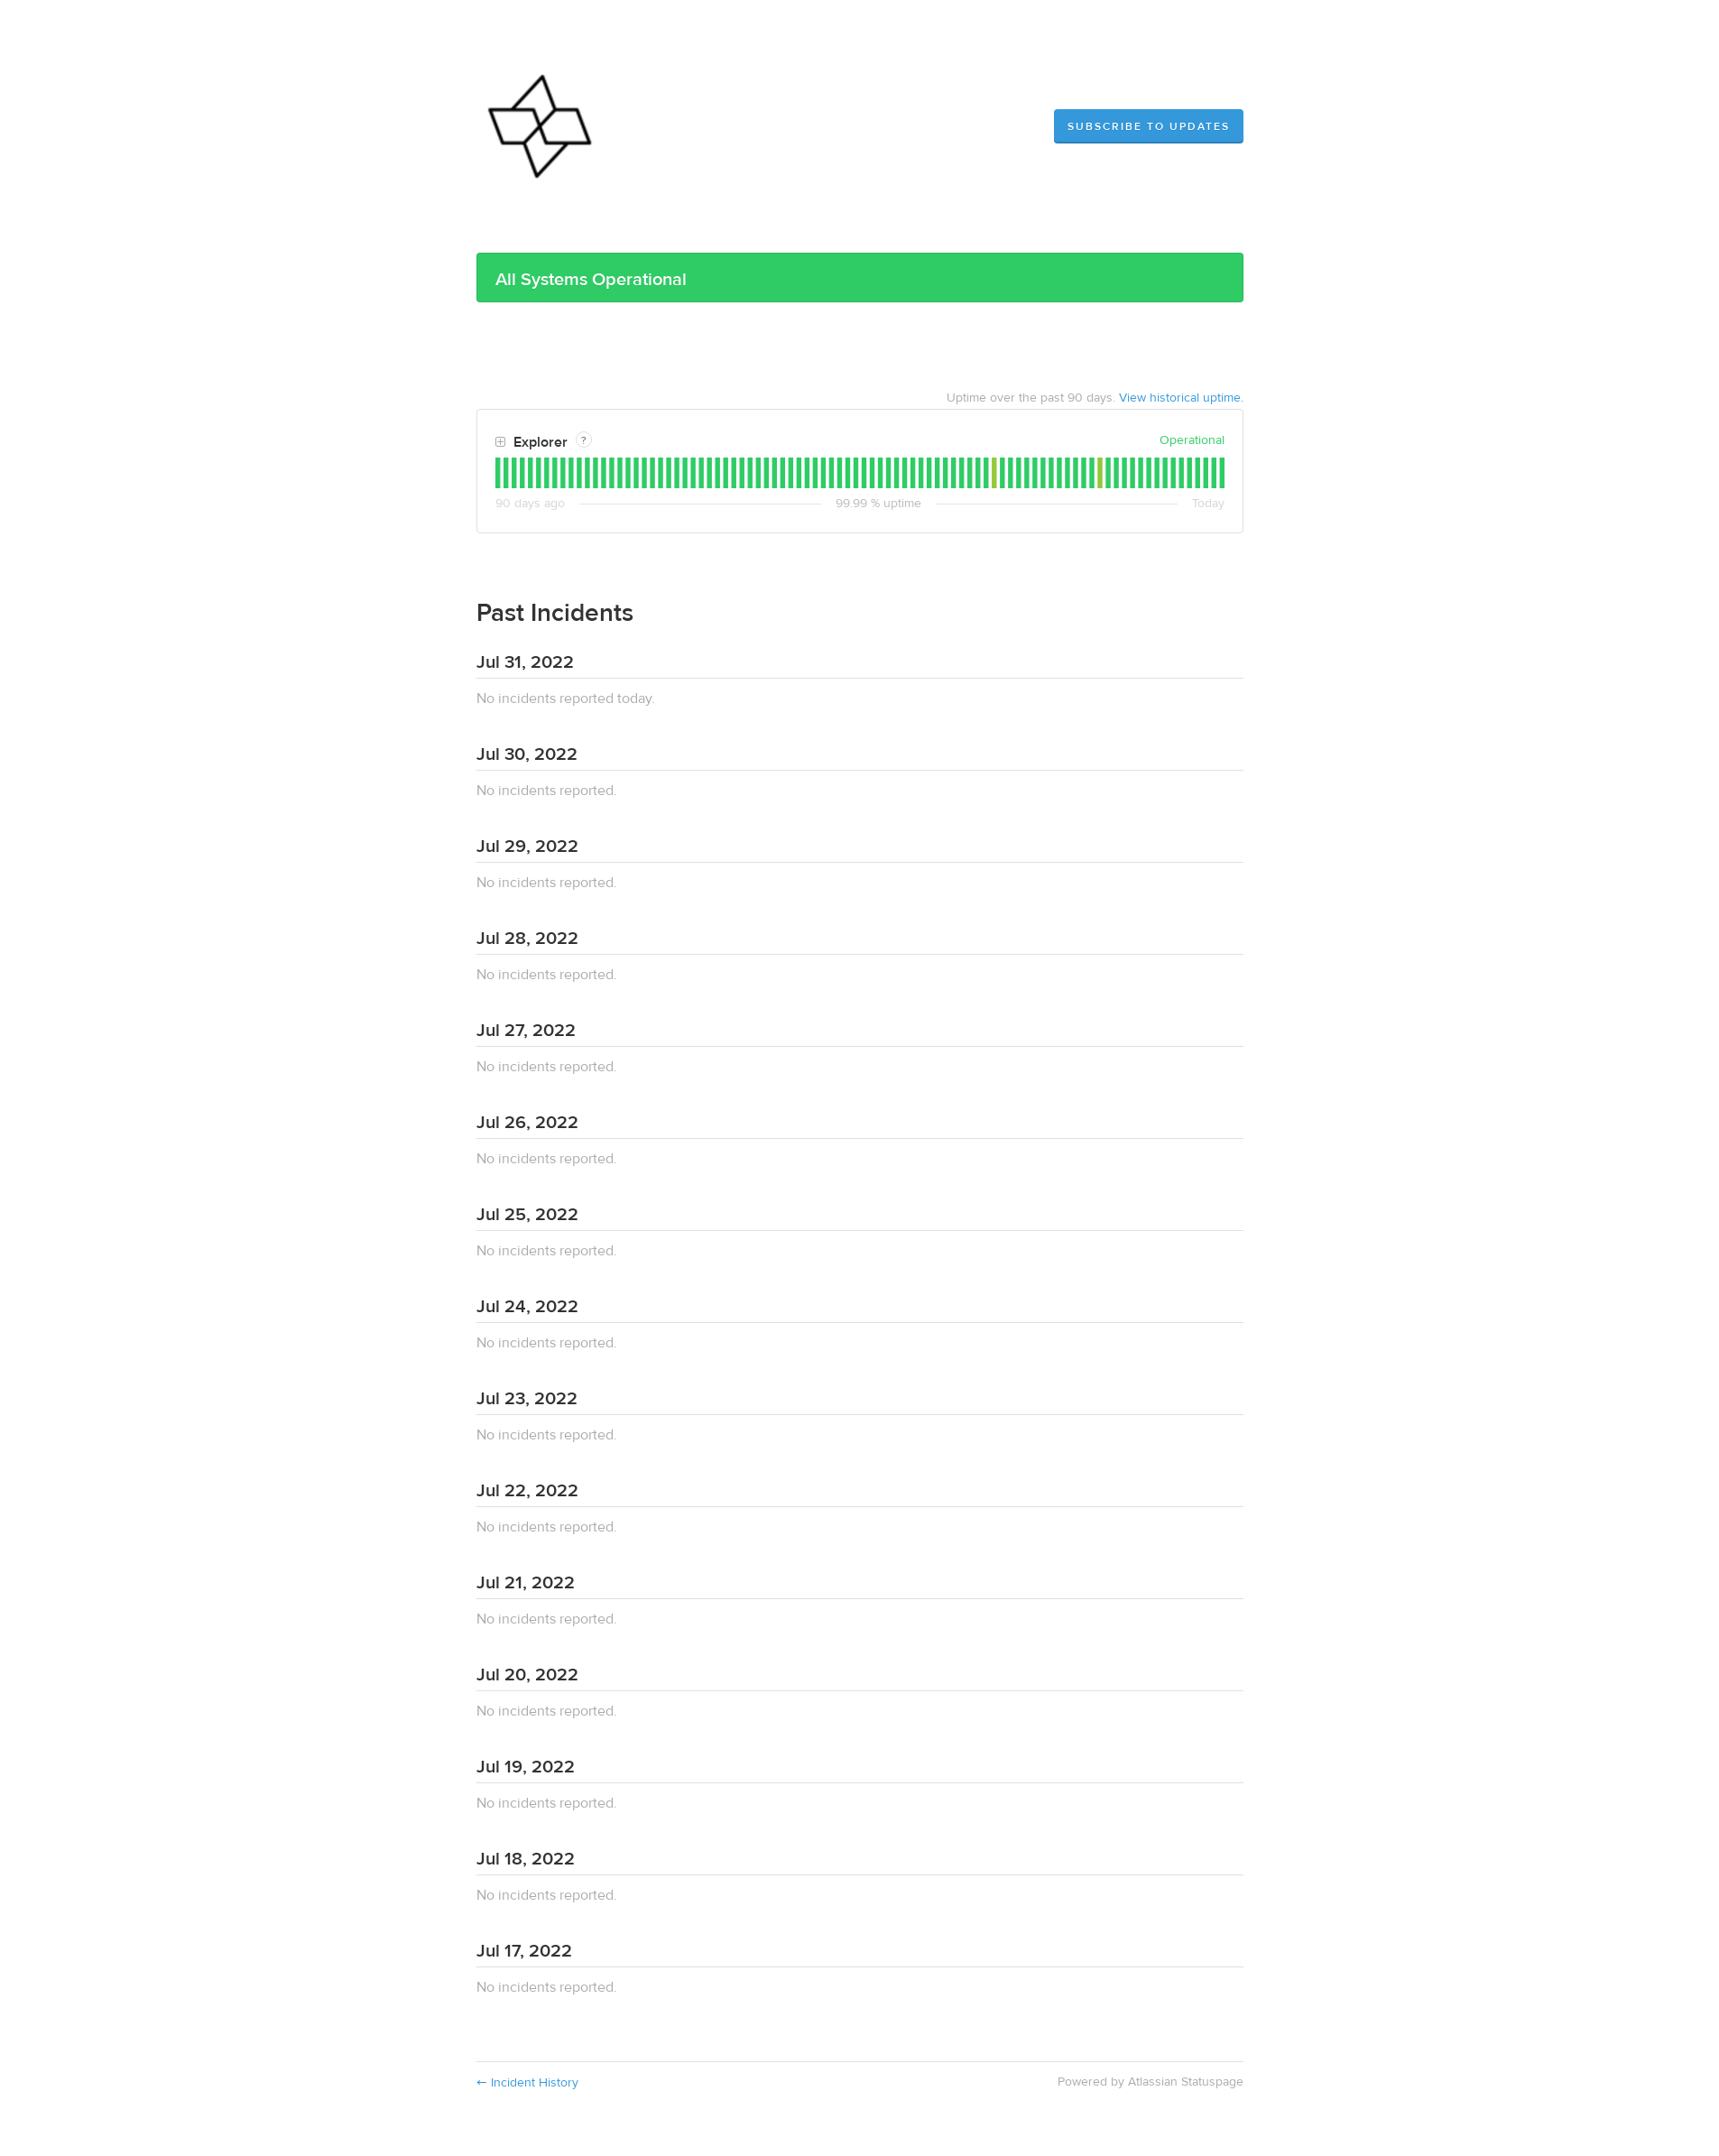 SUBSCRIBE TO UPDATES
All Systems Operational
Uptime over the past 90 days. View historical uptime.
Explorer ? Operational
90 days ago 99.99 % uptime Today
Past Incidents
Jul 31, 2022
No incidents reported today.
Jul 30, 2022
No incidents reported.
Jul 29, 2022
No incidents reported.
Jul 28, 2022
No incidents reported.
Jul 27, 2022
No incidents reported.
Jul 26, 2022
No incidents reported.
Jul 25, 2022
No incidents reported.
Jul 24, 2022
No incidents reported.
Jul 23, 2022
No incidents reported.
Jul 22, 2022
No incidents reported.
Jul 21, 2022
No incidents reported.
Jul 20, 2022
No incidents reported.
Jul 19, 2022
No incidents reported.
Jul 18, 2022
No incidents reported.
Jul 17, 2022
No incidents reported.
← Incident History Powered by Atlassian Statuspage